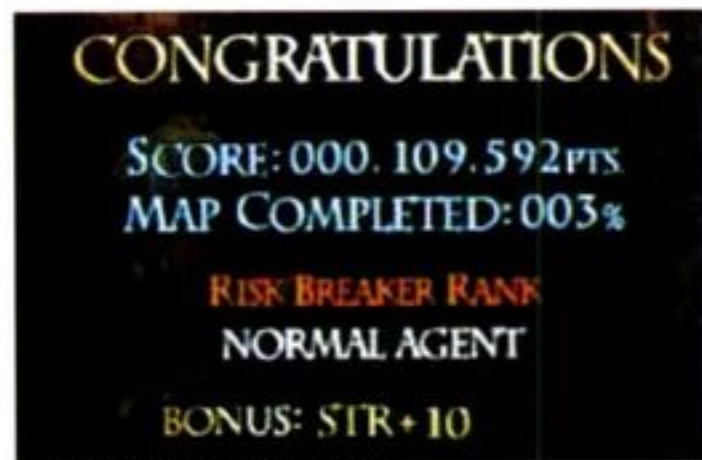 CONGRATULATIONS
SCORE: 000.109.592PTS.
MAP COMPLETED: 003%
RISK BREAKER RANK
NORMAL AGENT
BONUS: STR+10